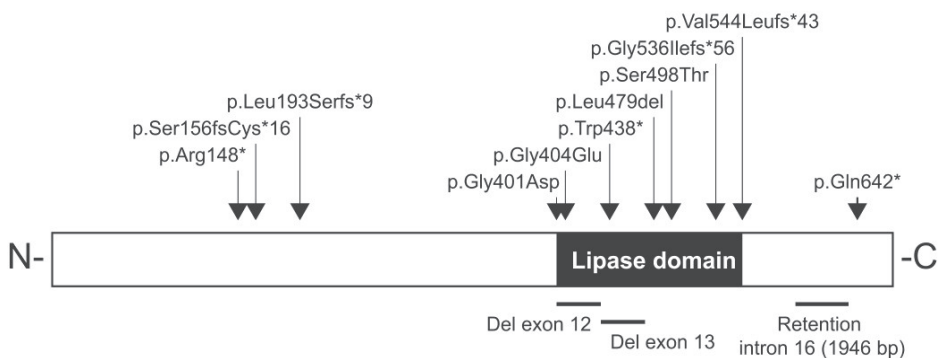 p.Val544Leufs*43
p.Gly536Ilefs*56
p.Ser498Thr
p.Leu193Serfs*9
p.Leu479del
p.Ser156fsCys*16
p.Trp438*
p.Arg148*
p.Gly404Glu
p.Gly401Asp
p.Gln642*
N-
Lipase domain
-C
Del exon 12
Del exon 13
Retention
intron 16 (1946 bp)